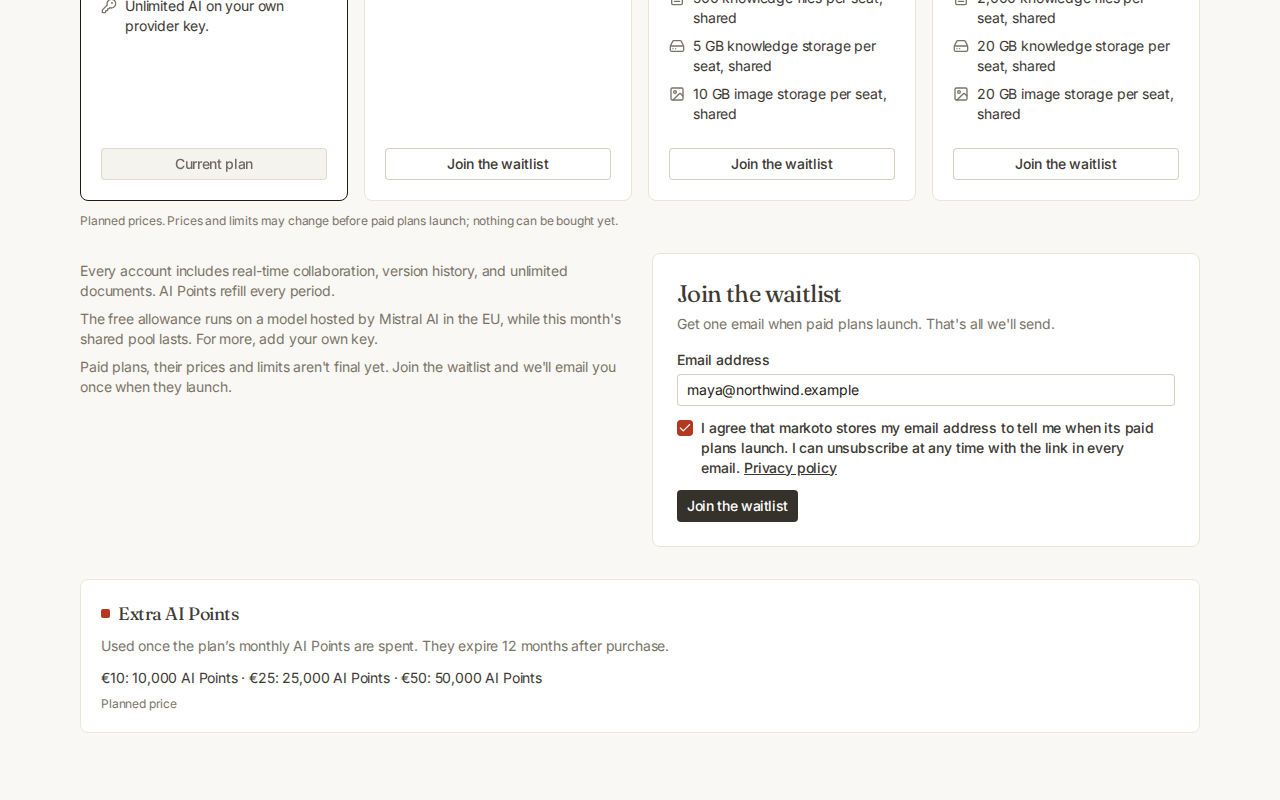 Unlimited AI on your own
provider key.
shared
seat, shared
5 GB knowledge storage per
seat, shared
20 GB knowledge storage per
seat, shared
10 GB image storage per seat,
shared
20 GB image storage per seat,
shared
Current plan
Join the waitlist
Join the waitlist
Join the waitlist
Planned prices. Prices and limits may change before paid plans launch; nothing can be bought yet.
Every account includes real-time collaboration, version history, and unlimited
documents. AI Points refill every period.
The free allowance runs on a model hosted by Mistral AI in the EU, while this month's
shared pool lasts. For more, add your own key.
Paid plans, their prices and limits aren't final yet. Join the waitlist and we'll email you
once when they launch.
Join the waitlist
Get one email when paid plans launch. That's all we'll send.
Email address
maya@northwind.example
I agree that markoto stores my email address to tell me when its paid
plans launch. I can unsubscribe at any time with the link in every
email. Privacy policy
Join the waitlist
Extra AI Points
Used once the plan’s monthly AI Points are spent. They expire 12 months after purchase.
€10: 10,000 AI Points · €25: 25,000 AI Points · €50: 50,000 AI Points
Planned price